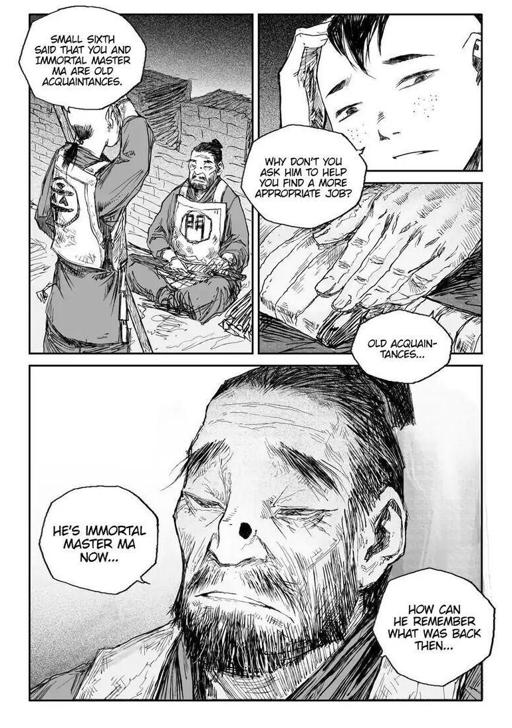 SMALL SIXTH
SAID THAT YOU AND
IMMORTAL MASTER
MA ARE OLD
ACQUAINTANCES.
WHY DON'T YOU
ASK HIM TO HELP
YOU FIND A MORE
APPROPRIATE JOB?
OLD ACQUAIN-
TANCES...
HE'S IMMORTAL
MASTER MA
NOW...
HOW CAN
HE REMEMBER
WHAT WAS BACK
THEN...